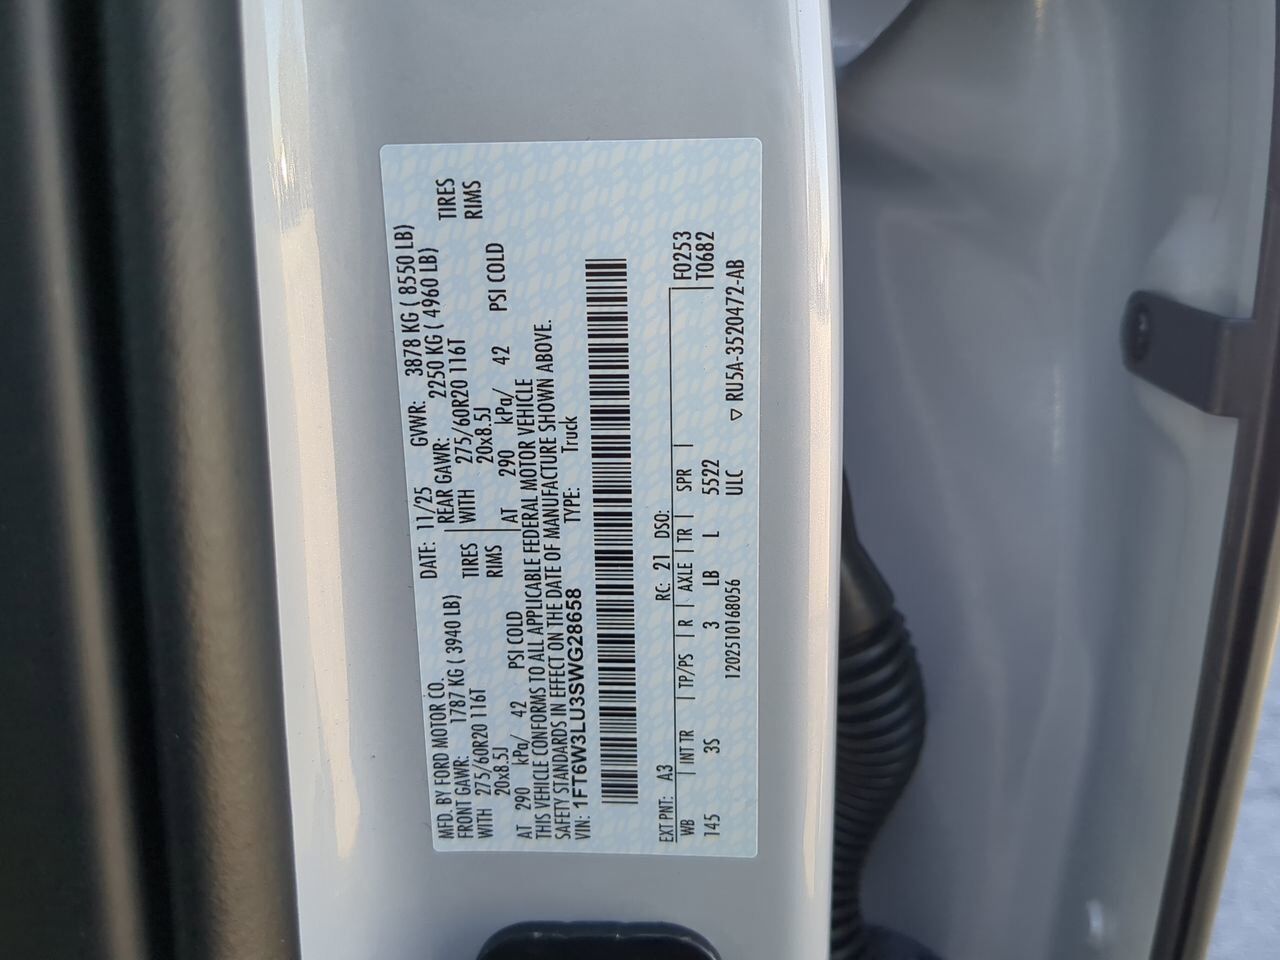 MFD. BY FORD MOTOR CO.
DATE: 11/25 GVWR: 3878 KG ( 8550 LB)
FRONT GAWR: 1787 KG ( 3940 LB) REAR GAWR: 2250 KG ( 4960 LB)
WITH 275/60R20 116T TIRES WITH 275/60R20 116T TIRES
20x8.5J RIMS 20x8.5J RIMS
AT 290 kPa/ 42 PSI COLD AT 290 kPa/ 42 PSI COLD
THIS VEHICLE CONFORMS TO ALL APPLICABLE FEDERAL MOTOR VEHICLE
SAFETY STANDARDS IN EFFECT ON THE DATE OF MANUFACTURE SHOWN ABOVE.
VIN: 1FT6W3LU3SWG28658 TYPE: Truck
EXT PNT: A3 RC: 21 DSO:
WB INT TR TP/PS R AXLE TR SPR F0253
145 3S 3 LB L 5522 T0682
1202510168056 ULC ▽ RU5A-3520472-AB